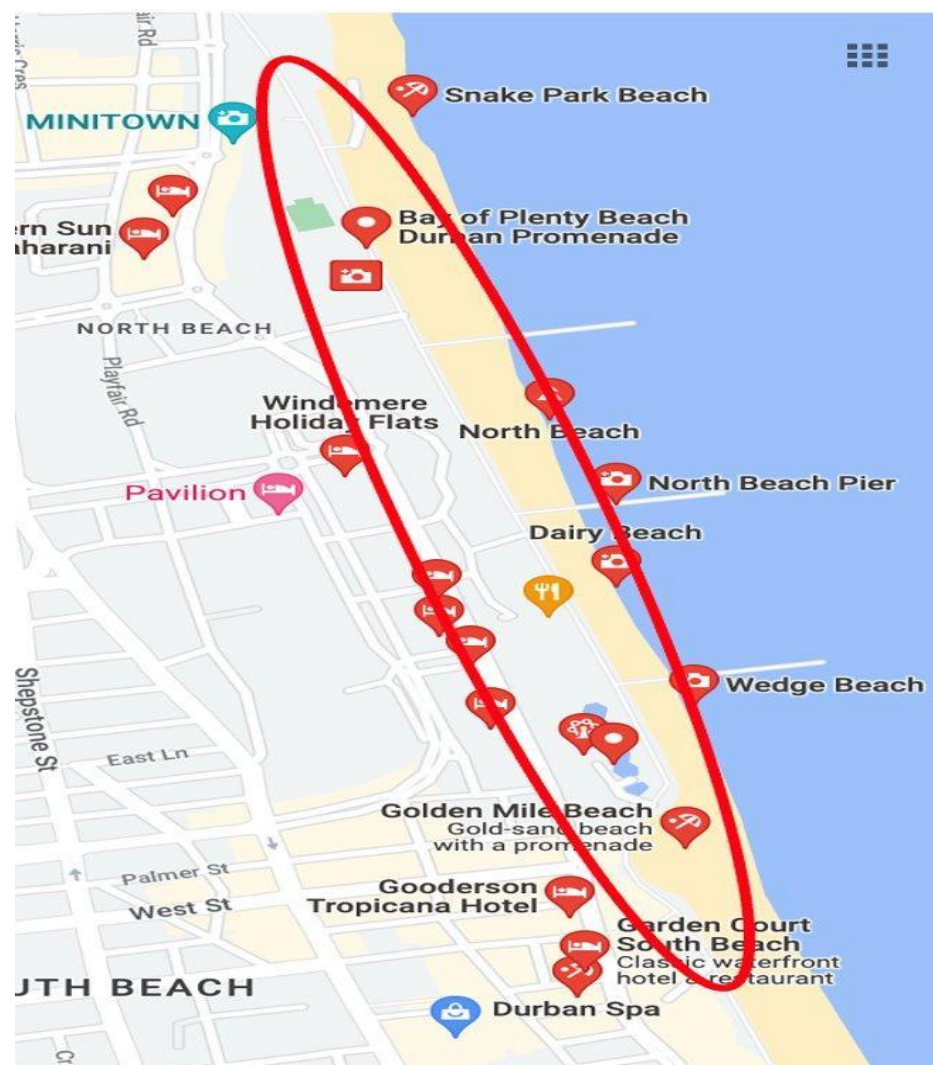 Snake Park Beach
MINITOWN
Bay of Plenty Beach
Durban Promenade
ern Sun
aharani
NORTH BEACH
Playfair Rd
Windemere
Holiday Flats
North Beach
Pavilion
North Beach Pier
Dairy Beach
Wedge Beach
Shepstone St
East Ln
Golden Mile Beach
Gold-sand beach
with a promenade
Palmer St
West St
Gooderson
Tropicana Hotel
Garden Court
South Beach
Classic waterfront
hotel & restaurant
UTH BEACH
Durban Spa